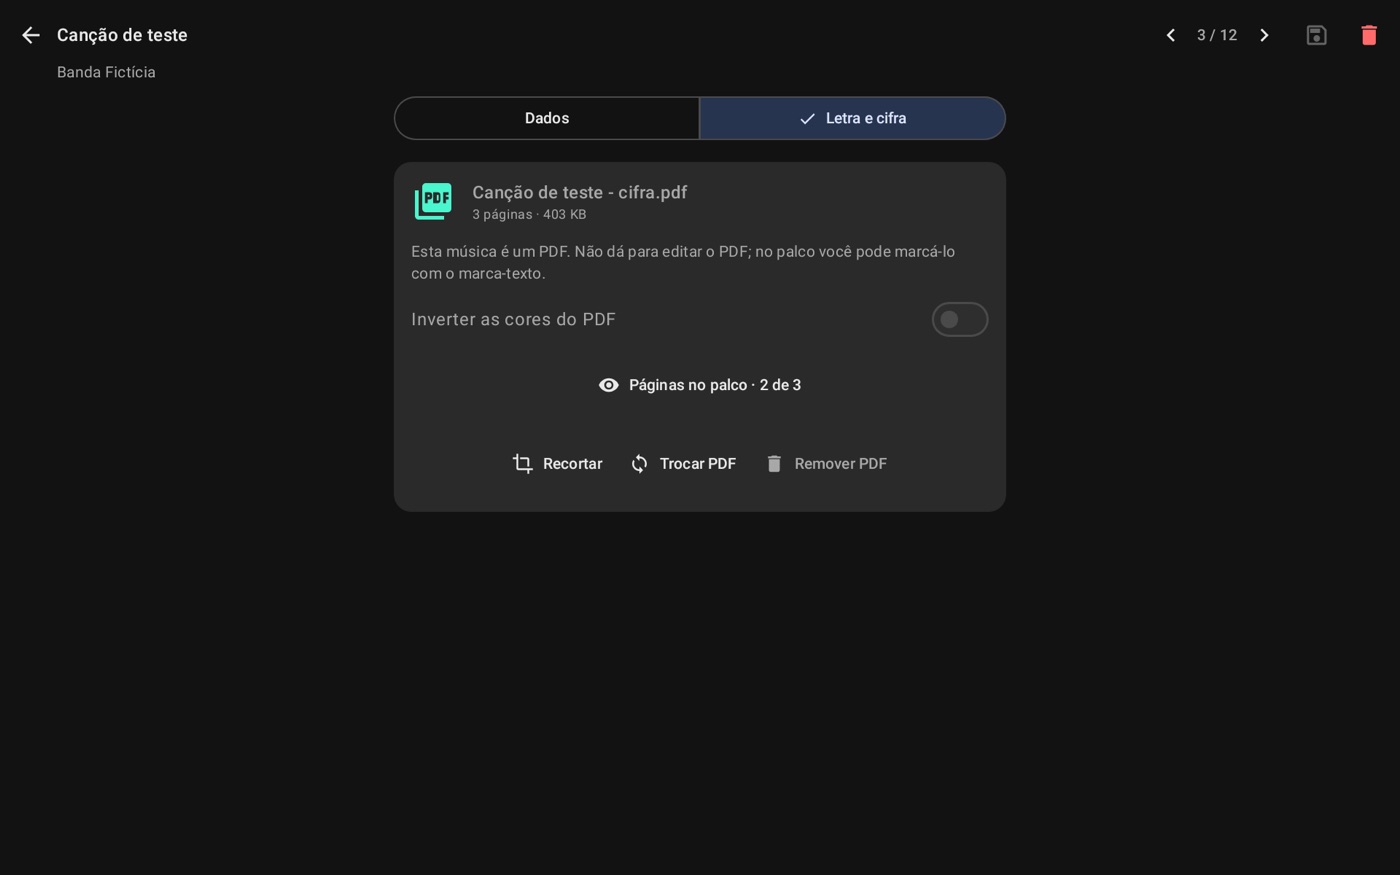 Canção de teste
3 / 12
Banda Fictícia
Dados
Letra e cifra
PDF
Canção de teste - cifra.pdf
3 páginas · 403 KB
Esta música é um PDF. Não dá para editar o PDF; no palco você pode marcá-lo
com o marca-texto.
Inverter as cores do PDF
Páginas no palco · 2 de 3
Recortar
Trocar PDF
Remover PDF